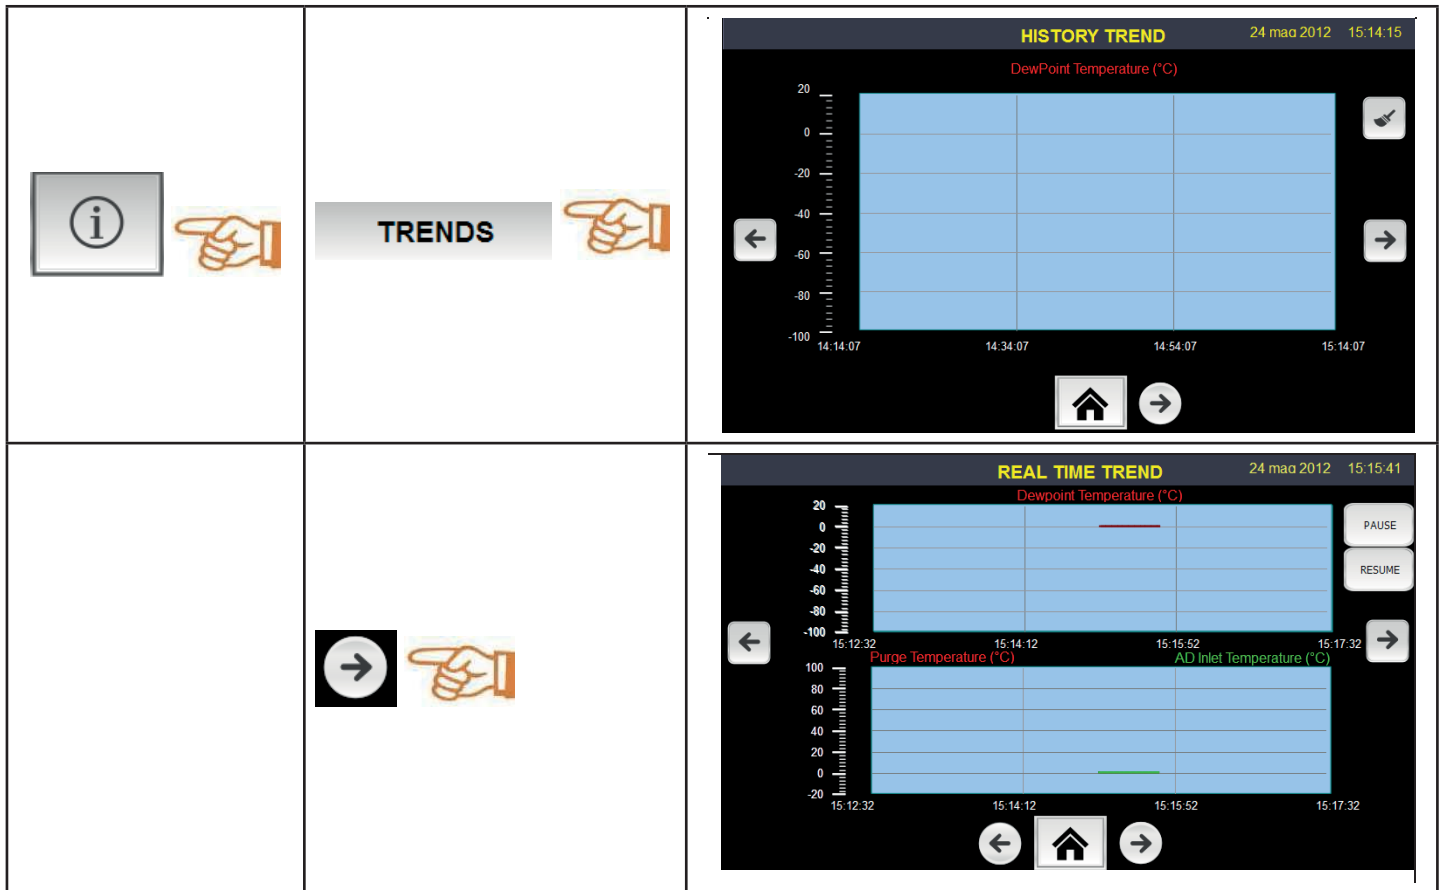 i
TRENDS
HISTORY TREND
24 mag 2012 15:14:15
DewPoint Temperature (°C)
20
0
-20
-40
-60
-80
-100
14:14:07 14:34:07 14:54:07 15:14:07
REAL TIME TREND
24 mag 2012 15:15:41
Dewpoint Temperature (°C)
20
0
-20
-40
-60
-80
-100
PAUSE
RESUME
15:12:32 15:14:12 15:15:52 15:17:32
Purge Temperature (°C) AD Inlet Temperature (°C)
100
80
60
40
20
0
-20
15:12:32 15:14:12 15:15:52 15:17:32